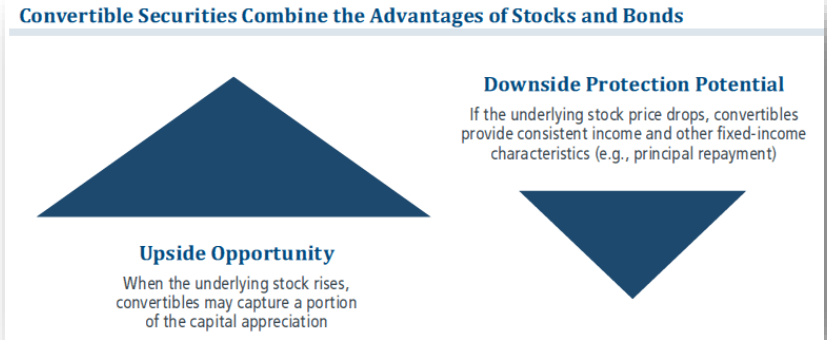 Convertible Securities Combine the Advantages of Stocks and Bonds
Downside Protection Potential
If the underlying stock price drops, convertibles
provide consistent income and other fixed-income
characteristics (e.g., principal repayment)
Upside Opportunity
When the underlying stock rises,
convertibles may capture a portion
of the capital appreciation